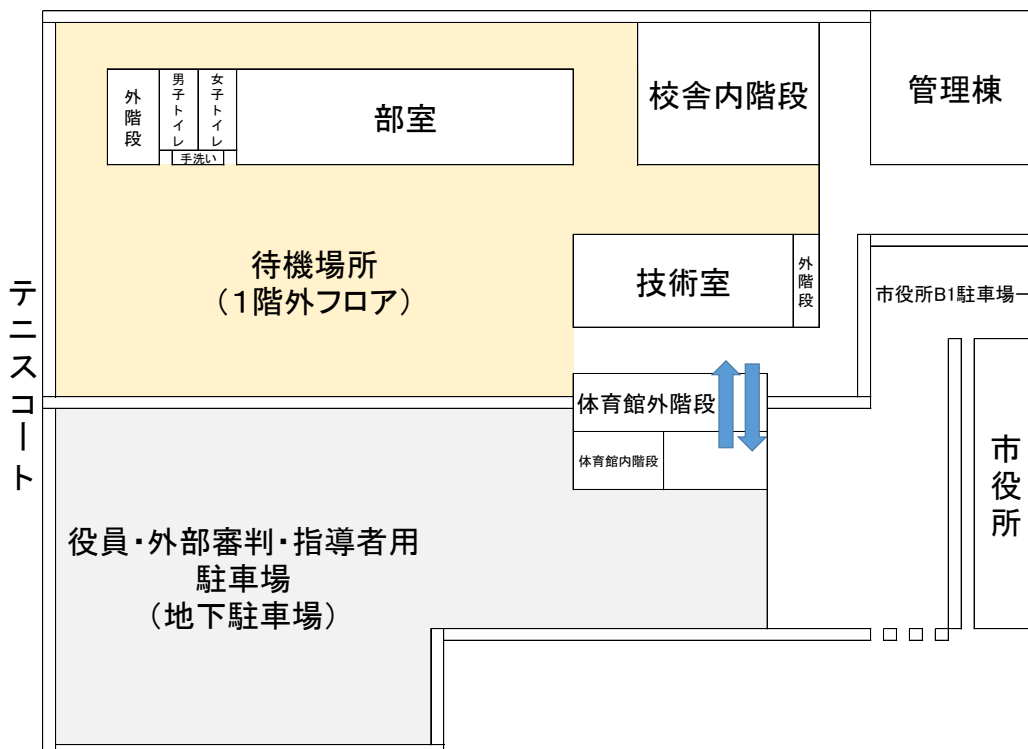 外階段
男子トイレ
女子トイレ
手洗い
部室
校舎内階段
管理棟
待機場所
（１階外フロア）
技術室
外階段
市役所B1駐車場
テニスコート
体育館外階段
体育館内階段
市役所
役員・外部審判・指導者用
駐車場
（地下駐車場）